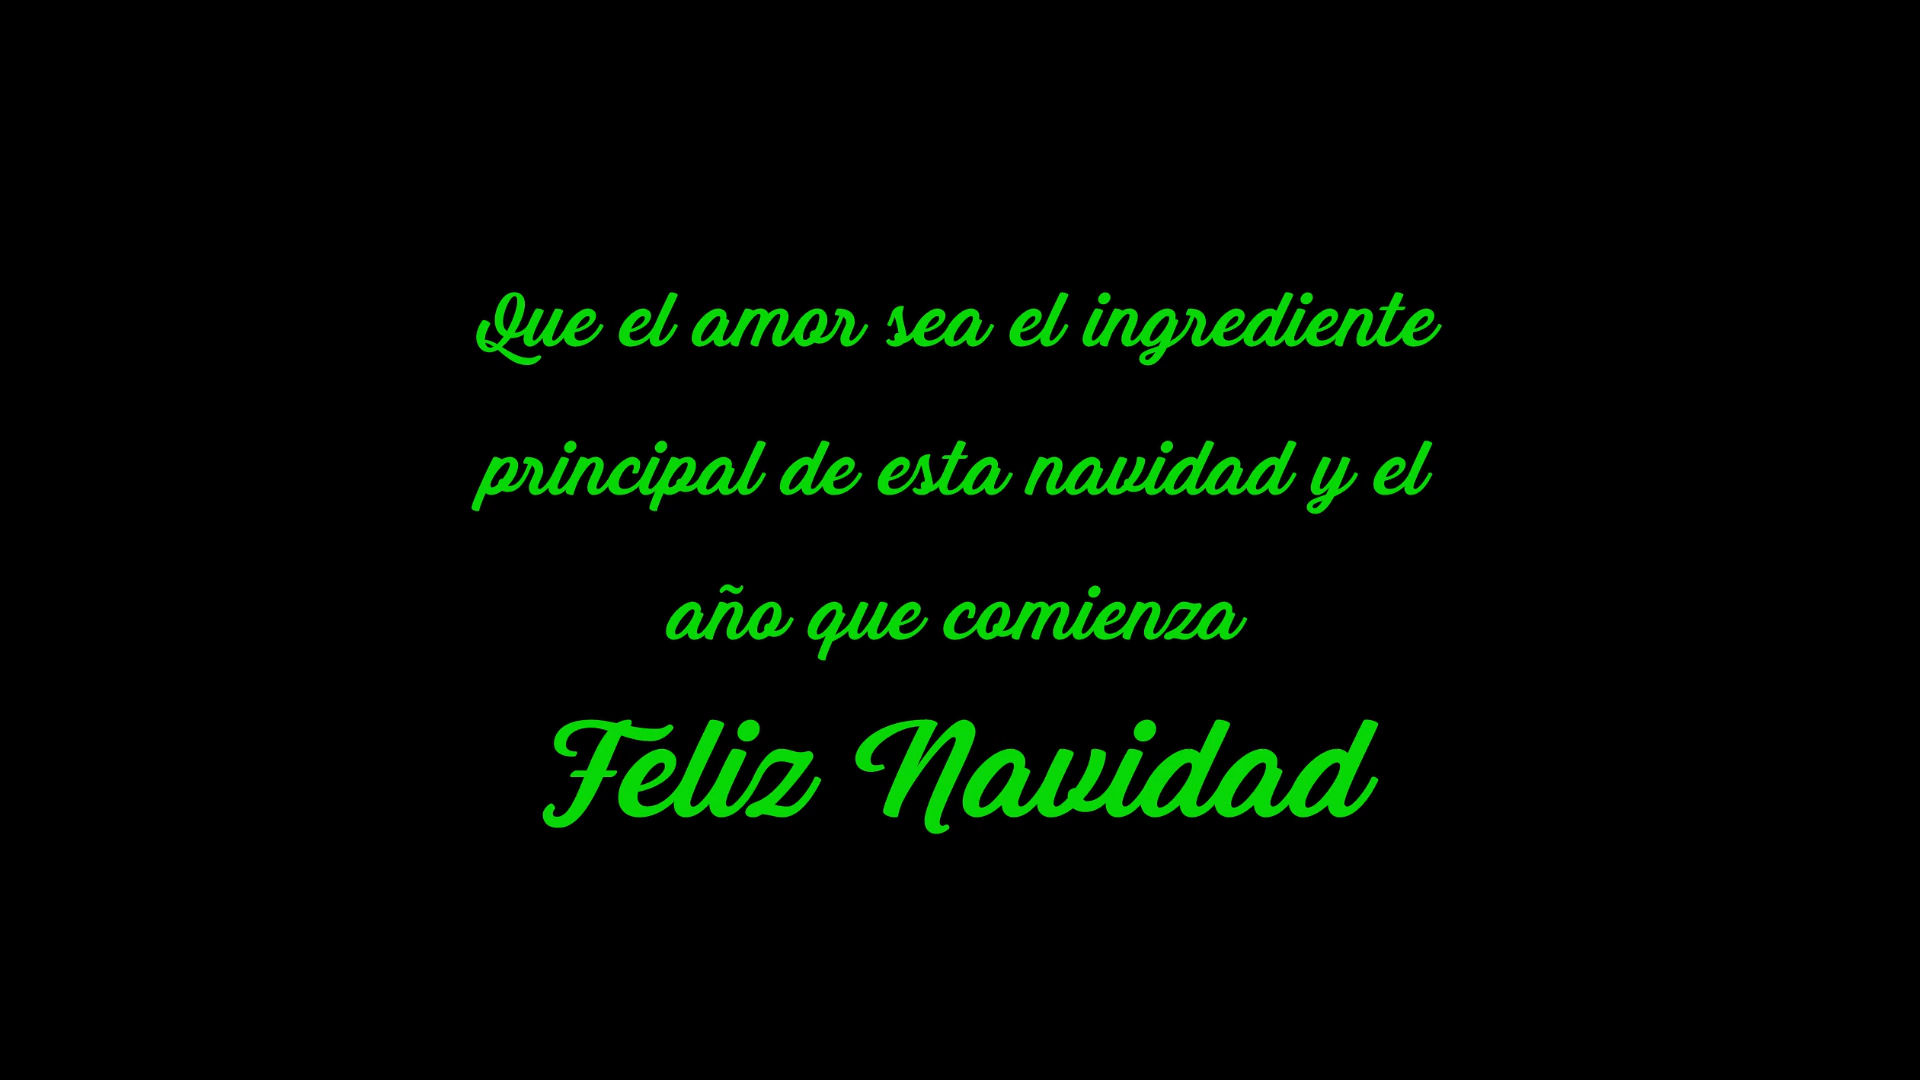 Que el amor sea el ingrediente
principal de esta navidad y el
año que comienza
Feliz Navidad